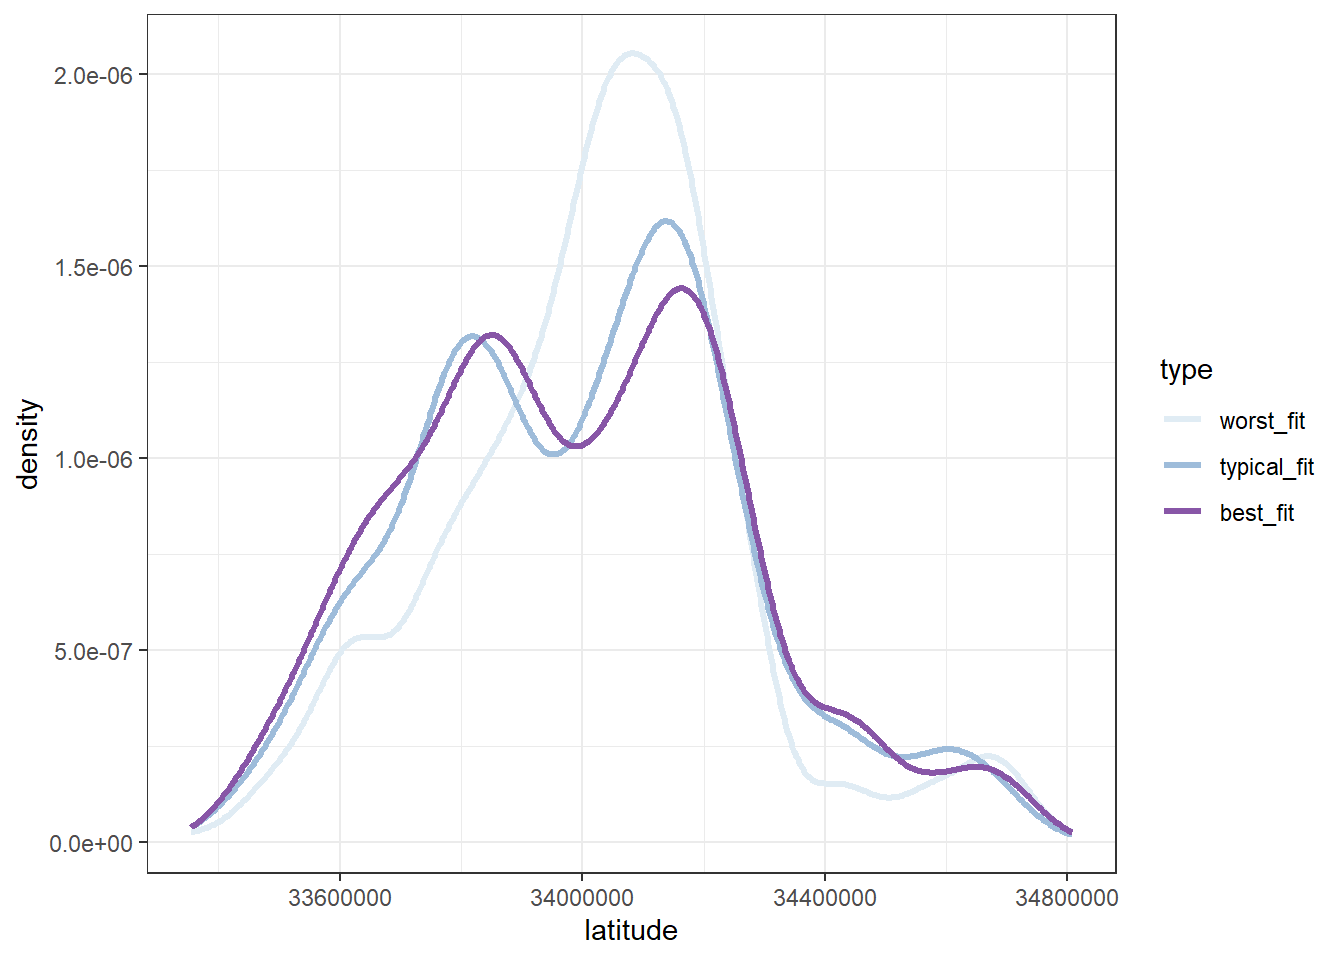 density
2.0e-06
1.5e-06
1.0e-06
5.0e-07
0.0e+00
33600000 34000000 34400000 34800000
latitude
type
worst_fit
typical_fit
best_fit